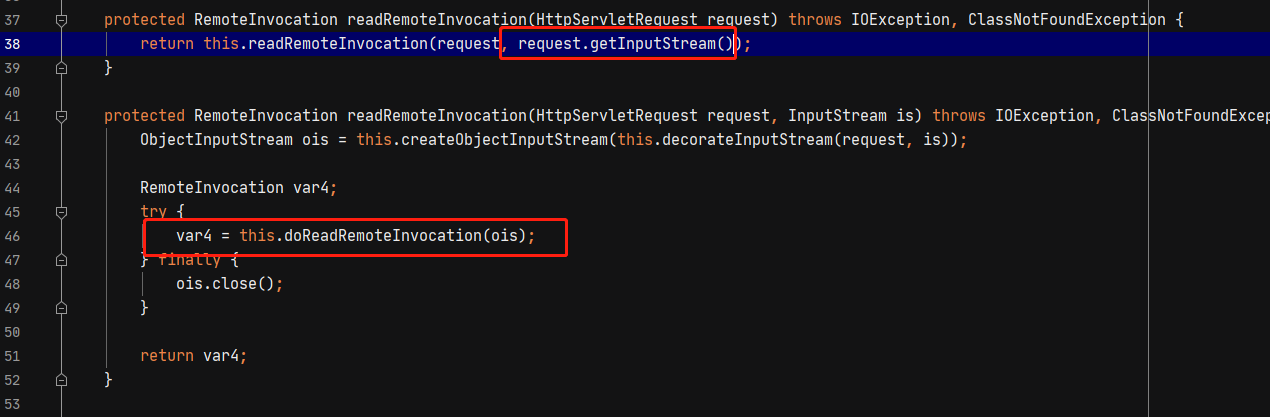 37 protected RemoteInvocation readRemoteInvocation(HttpServletRequest request) throws IOException, ClassNotFoundException {
38 return this.readRemoteInvocation(request, request.getInputStream());
39 }
40
41 protected RemoteInvocation readRemoteInvocation(HttpServletRequest request, InputStream is) throws IOException, ClassNotFoundExcep
42 ObjectInputStream ois = this.createObjectInputStream(this.decorateInputStream(request, is));
43
44 RemoteInvocation var4;
45 try {
46 var4 = this.doReadRemoteInvocation(ois);
47 } finally {
48 ois.close();
49 }
50
51 return var4;
52 }
53